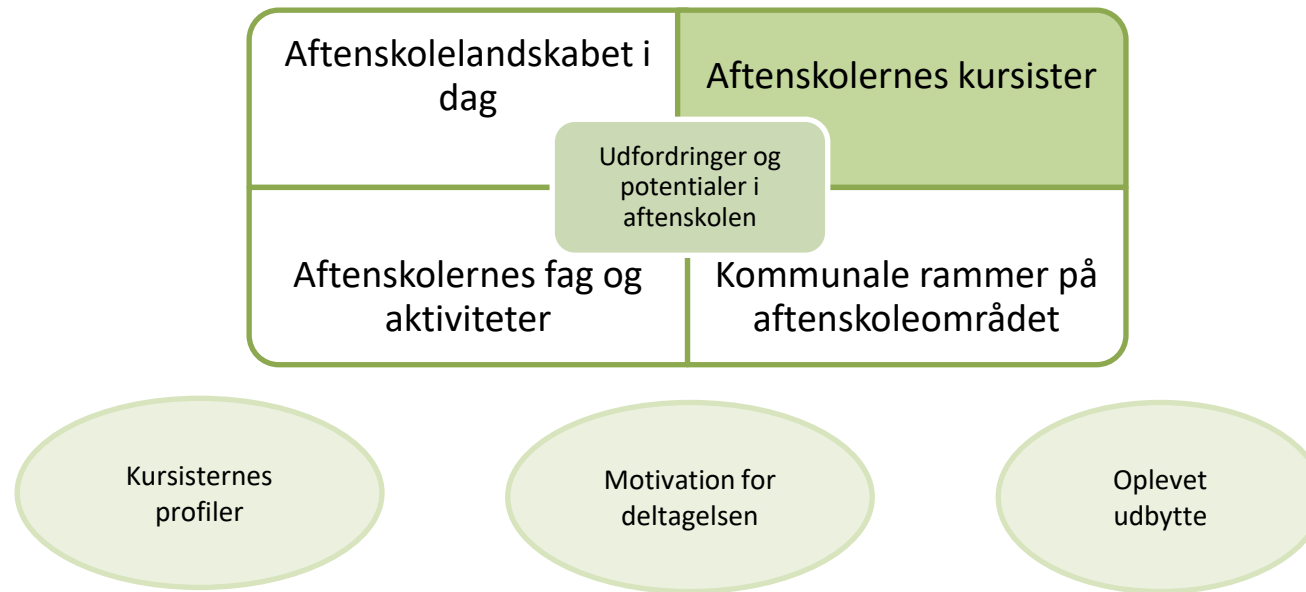 Aftenskolelandskabet i
dag
Aftenskolernes kursister
Udfordringer og
potentialer i
aftenskolen
Aftenskolernes fag og
aktiviteter
Kommunale rammer på
aftenskoleområdet
Kursisternes
profiler
Motivation for
deltagelsen
Oplevet
udbytte